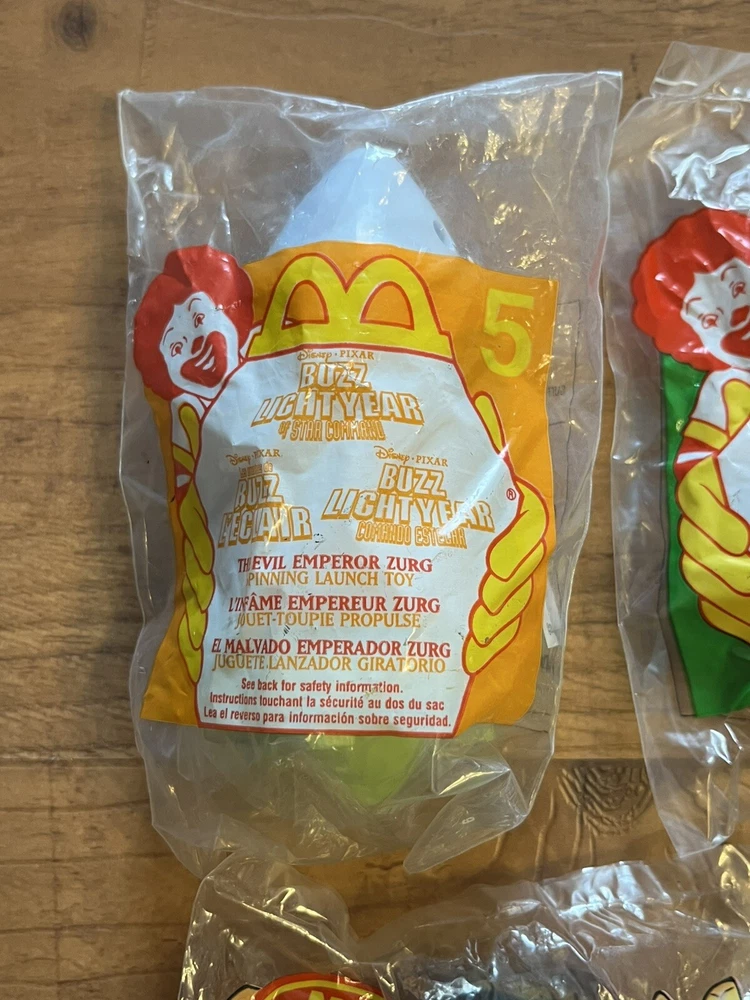 5
Disney · PIXAR
BUZZ
LIGHTYEAR
of STAR COMMAND
Disney · PIXAR
BUZZ
L'ÉCLAIR
Disney · PIXAR
BUZZ
LIGHTYEAR
COMANDO ESTELAR
®
THE EVIL EMPEROR ZURG
SPINNING LAUNCH TOY
L'INFÂME EMPEREUR ZURG
JOUET-TOUPIE PROPULSE
EL MALVADO EMPERADOR ZURG
JUGUETE LANZADOR GIRATORIO
See back for safety information.
Instructions touchant la sécurité au dos du sac
Lea el reverso para información sobre seguridad.